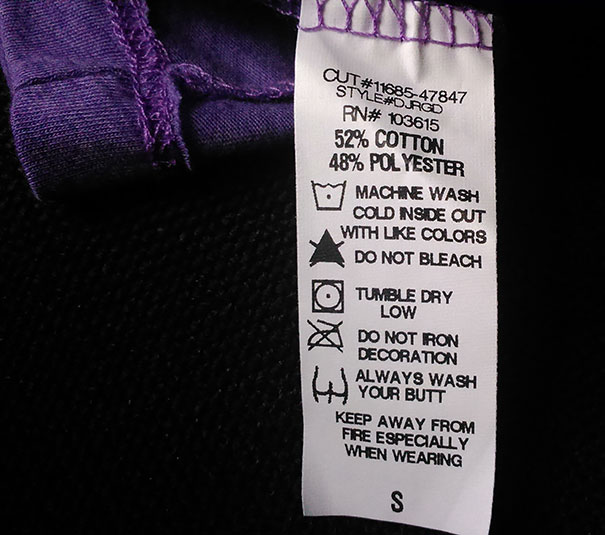 CUT#11685-47847
STYLE#DJRGD
RN# 103615
52% COTTON
48% POLYESTER
MACHINE WASH
COLD INSIDE OUT
WITH LIKE COLORS
DO NOT BLEACH
TUMBLE DRY
LOW
DO NOT IRON
DECORATION
ALWAYS WASH
YOUR BUTT
KEEP AWAY FROM
FIRE ESPECIALLY
WHEN WEARING
S